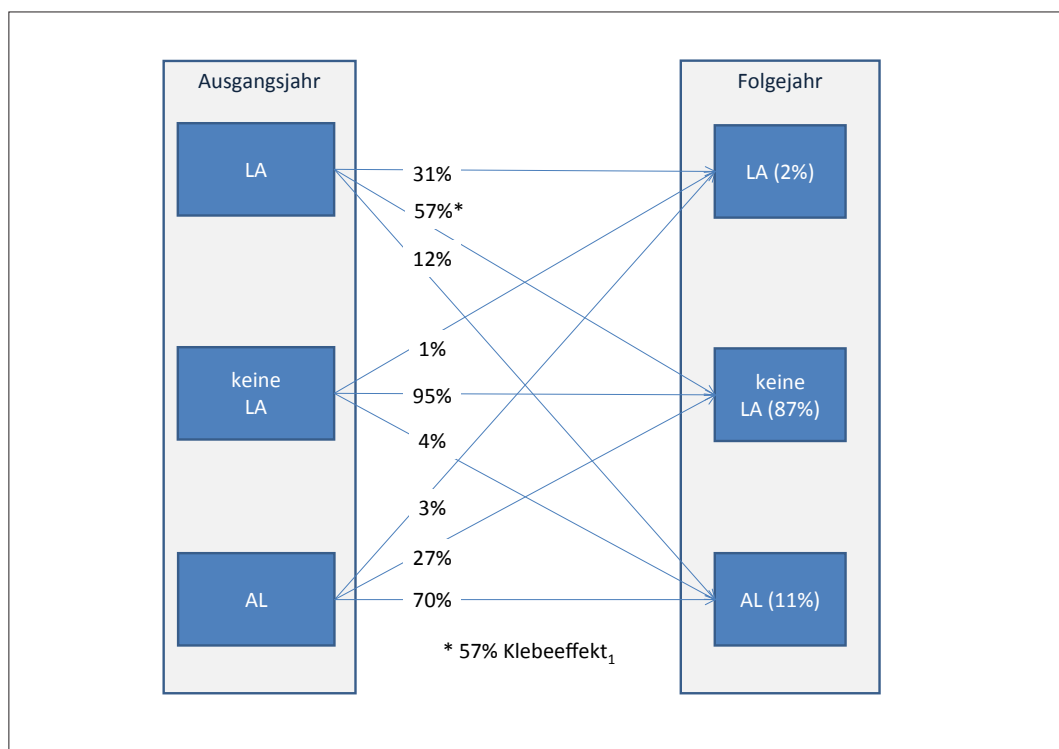 Ausgangsjahr
Folgejahr
LA
31%
LA (2%)
57%*
12%
1%
keine
LA
95%
keine
LA (87%)
4%
3%
27%
AL
70%
AL (11%)
* 57% Klebeeffekt₁